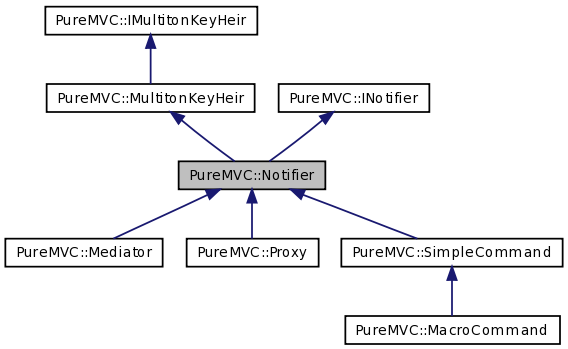 PureMVC::IMultitonKeyHeir
PureMVC::MultitonKeyHeir
PureMVC::INotifier
PureMVC::Notifier
PureMVC::Mediator
PureMVC::Proxy
PureMVC::SimpleCommand
PureMVC::MacroCommand